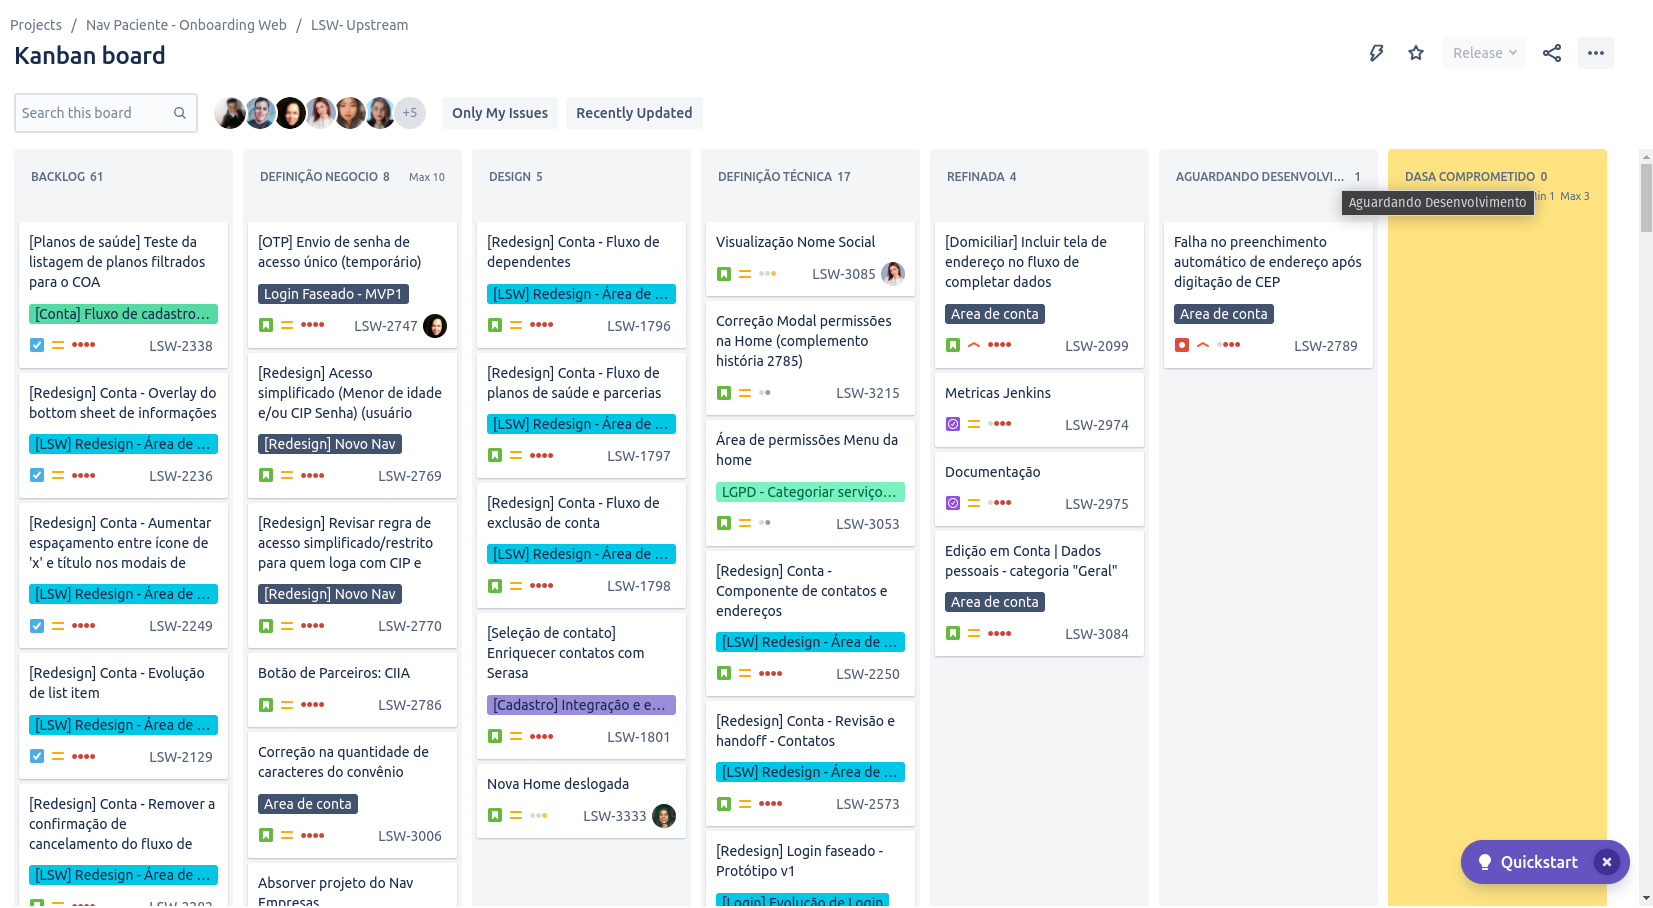 Projects / Nav Paciente - Onboarding Web / LSW- Upstream
Kanban board
Release
Search this board
+5
Only My Issues
Recently Updated
BACKLOG 61
[Planos de saúde] Teste da
listagem de planos filtrados
para o COA
[Conta] Fluxo de cadastro...
LSW-2338
[Redesign] Conta - Overlay do
bottom sheet de informações
[LSW] Redesign - Área de ...
LSW-2236
[Redesign] Conta - Aumentar
espaçamento entre ícone de
'x' e título nos modais de
[LSW] Redesign - Área de ...
LSW-2249
[Redesign] Conta - Evolução
de list item
[LSW] Redesign - Área de ...
LSW-2129
[Redesign] Conta - Remover a
confirmação de
cancelamento do fluxo de
[LSW] Redesign - Área de ...
DEFINIÇÃO NEGOCIO 8 Max 10
[OTP] Envio de senha de
acesso único (temporário)
Login Faseado - MVP1
LSW-2747
[Redesign] Acesso
simplificado (Menor de idade
e/ou CIP Senha) (usuário
[Redesign] Novo Nav
LSW-2769
[Redesign] Revisar regra de
acesso simplificado/restrito
para quem loga com CIP e
[Redesign] Novo Nav
LSW-2770
Botão de Parceiros: CIIA
LSW-2786
Correção na quantidade de
caracteres do convênio
Area de conta
LSW-3006
Absorver projeto do Nav
Empresas
DESIGN 5
[Redesign] Conta - Fluxo de
dependentes
[LSW] Redesign - Área de ...
LSW-1796
[Redesign] Conta - Fluxo de
planos de saúde e parcerias
[LSW] Redesign - Área de ...
LSW-1797
[Redesign] Conta - Fluxo de
exclusão de conta
[LSW] Redesign - Área de ...
LSW-1798
[Seleção de contato]
Enriquecer contatos com
Serasa
[Cadastro] Integração e e...
LSW-1801
Nova Home deslogada
LSW-3333
DEFINIÇÃO TÉCNICA 17
Visualização Nome Social
LSW-3085
Correção Modal permissões
na Home (complemento
história 2785)
LSW-3215
Área de permissões Menu da
home
LGPD - Categoriar serviço...
LSW-3053
[Redesign] Conta -
Componente de contatos e
endereços
[LSW] Redesign - Área de ...
LSW-2250
[Redesign] Conta - Revisão e
handoff - Contatos
[LSW] Redesign - Área de ...
LSW-2573
[Redesign] Login faseado -
Protótipo v1
[Login] Evolução de Login
REFINADA 4
[Domiciliar] Incluir tela de
endereço no fluxo de
completar dados
Area de conta
LSW-2099
Metricas Jenkins
LSW-2974
Documentação
LSW-2975
Edição em Conta | Dados
pessoais - categoria "Geral"
Area de conta
LSW-3084
AGUARDANDO DESENVOLVI... 1
Aguardando Desenvolvimento
Falha no preenchimento
automático de endereço após
digitação de CEP
Area de conta
LSW-2789
DASA COMPROMETIDO 0
1 Max 3
Quickstart